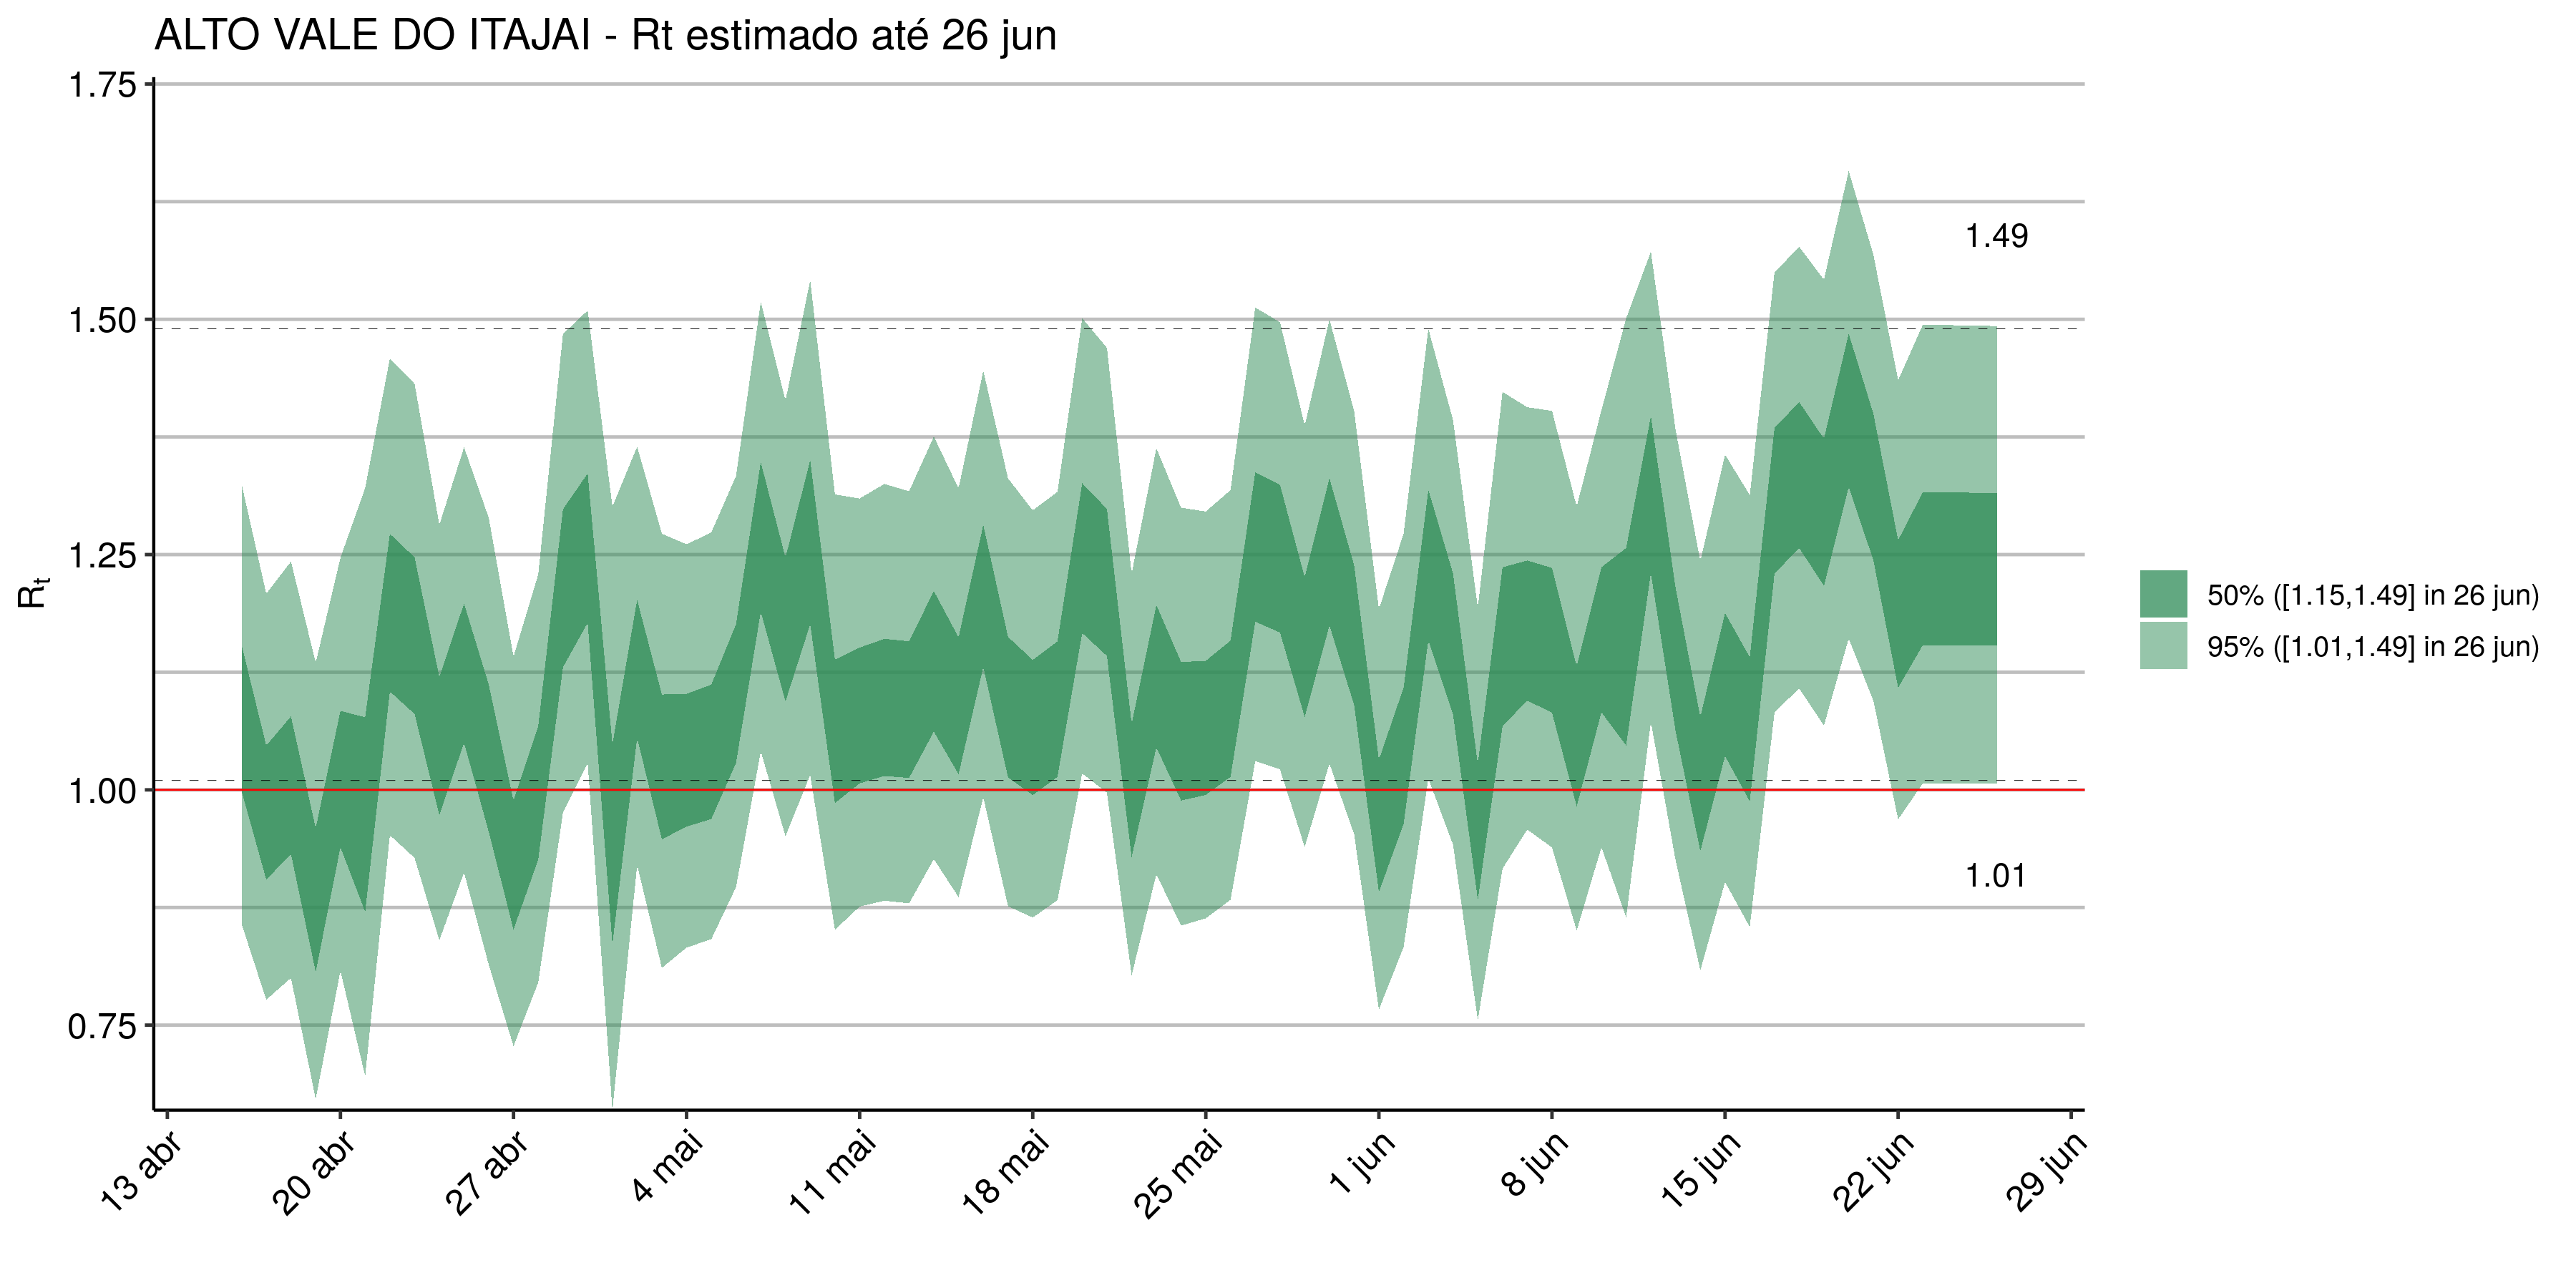 ALTO VALE DO ITAJAI - Rt estimado até 26 jun
1.75
1.50
1.25
1.00
0.75
Rt
1.49
1.01
50% ([1.15,1.49] in 26 jun)
95% ([1.01,1.49] in 26 jun)
13 abr
20 abr
27 abr
4 mai
11 mai
18 mai
25 mai
1 jun
8 jun
15 jun
22 jun
29 jun